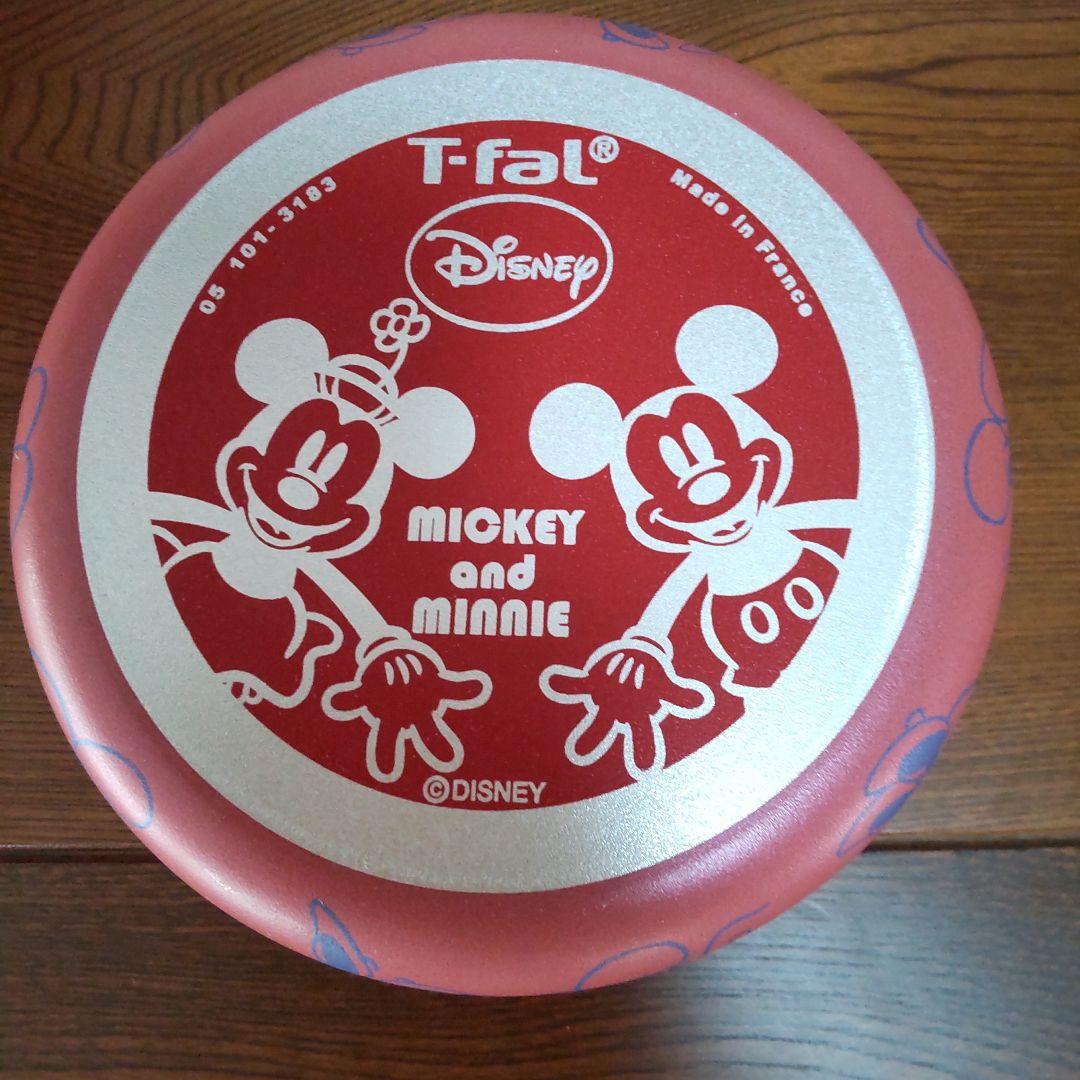 T-fal®
05 101-3183
Made in France
Disney
MICKEY
and
MINNIE
©DISNEY